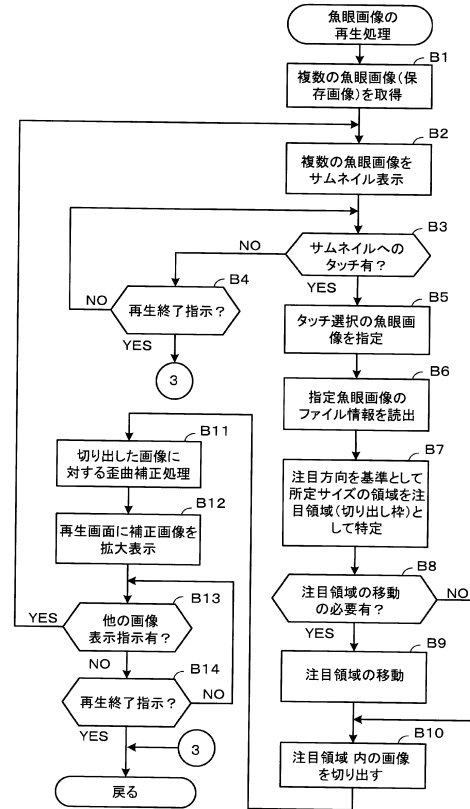 魚眼画像の
再生処理
B1
複数の魚眼画像(保
存画像)を取得
B2
複数の魚眼画像を
サムネイル表示
B3
サムネイルへの
タッチ有?
NO
YES
B4
再生終了指示?
NO
YES
3
B5
タッチ選択の魚眼画
像を指定
B6
指定魚眼画像の
ファイル情報を読出
B7
注目方向を基準として
所定サイズの領域を注
目領域(切り出し枠)と
して特定
B8
注目領域の移動
の必要有?
NO
YES
B9
注目領域の移動
B10
注目領域 内の画像
を切り出す
B11
切り出した画像に
対する歪曲補正処理
B12
再生画面に補正画像を
拡大表示
B13
他の画像
表示指示有?
YES
NO
B14
再生終了指示?
NO
YES
3
戻る